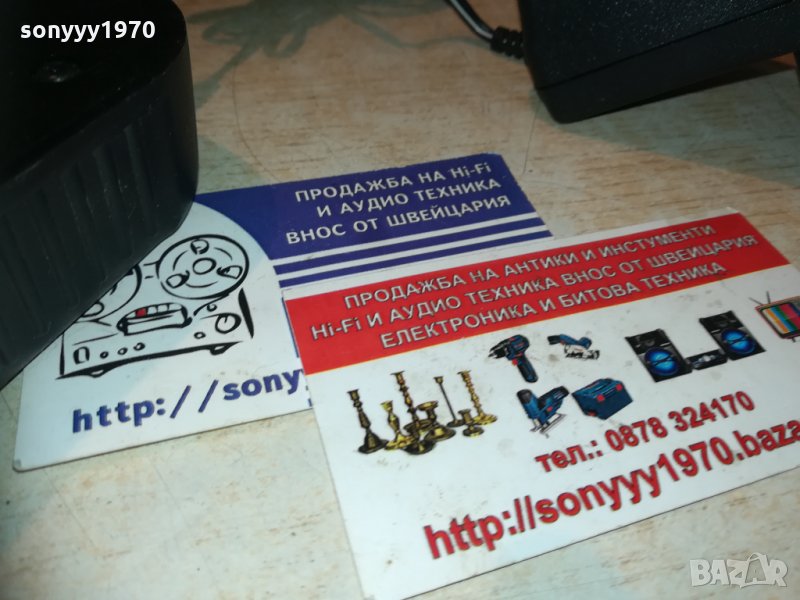 sonyyy1970
ПРОДАЖБА НА Hi-Fi
И АУДИО ТЕХНИКА
ВНОС ОТ ШВЕЙЦАРИЯ
http://sony
ПРОДАЖБА НА АНТИКИ И ИНСТУМЕНТИ
Hi-Fi И АУДИО ТЕХНИКА ВНОС ОТ ШВЕЙЦАРИЯ
ЕЛЕКТРОНИКА И БИТОВА ТЕХНИКА
тел.: 0878 324170
http://sonyyy1970.baza
BAZAR